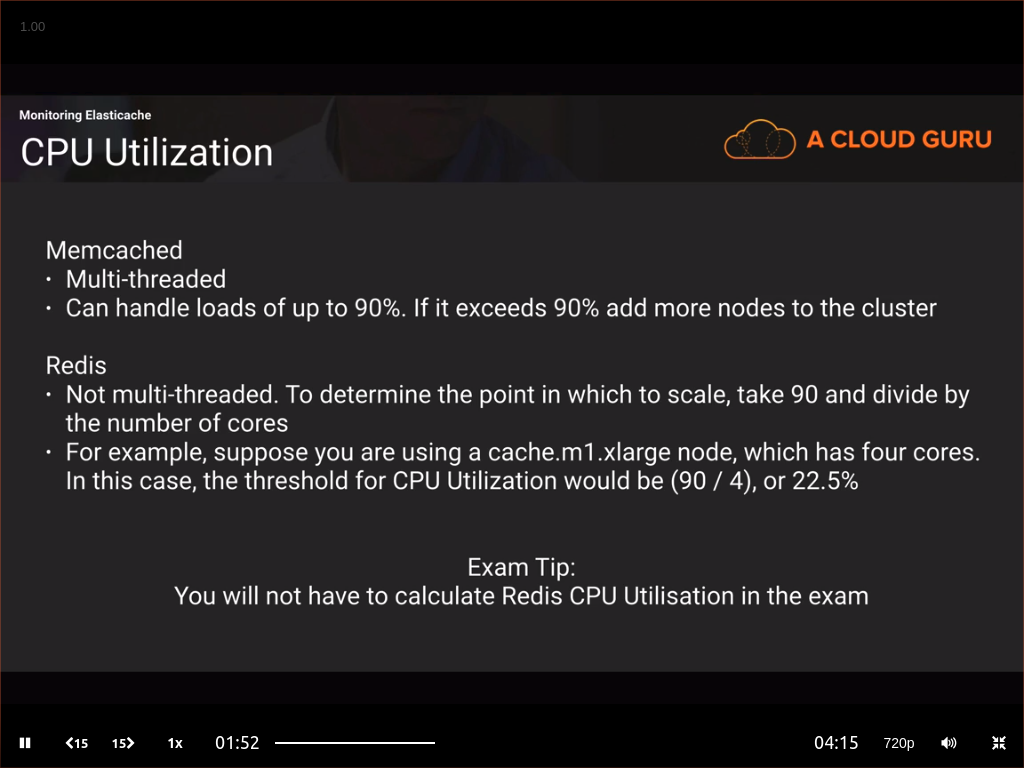 1.00
Monitoring Elasticache
CPU Utilization
A CLOUD GURU
Memcached
• Multi-threaded
• Can handle loads of up to 90%. If it exceeds 90% add more nodes to the cluster
Redis
• Not multi-threaded. To determine the point in which to scale, take 90 and divide by
the number of cores
• For example, suppose you are using a cache.m1.xlarge node, which has four cores.
In this case, the threshold for CPU Utilization would be (90 / 4), or 22.5%
Exam Tip:
You will not have to calculate Redis CPU Utilisation in the exam
15 15 1x 01:52 04:15 720p